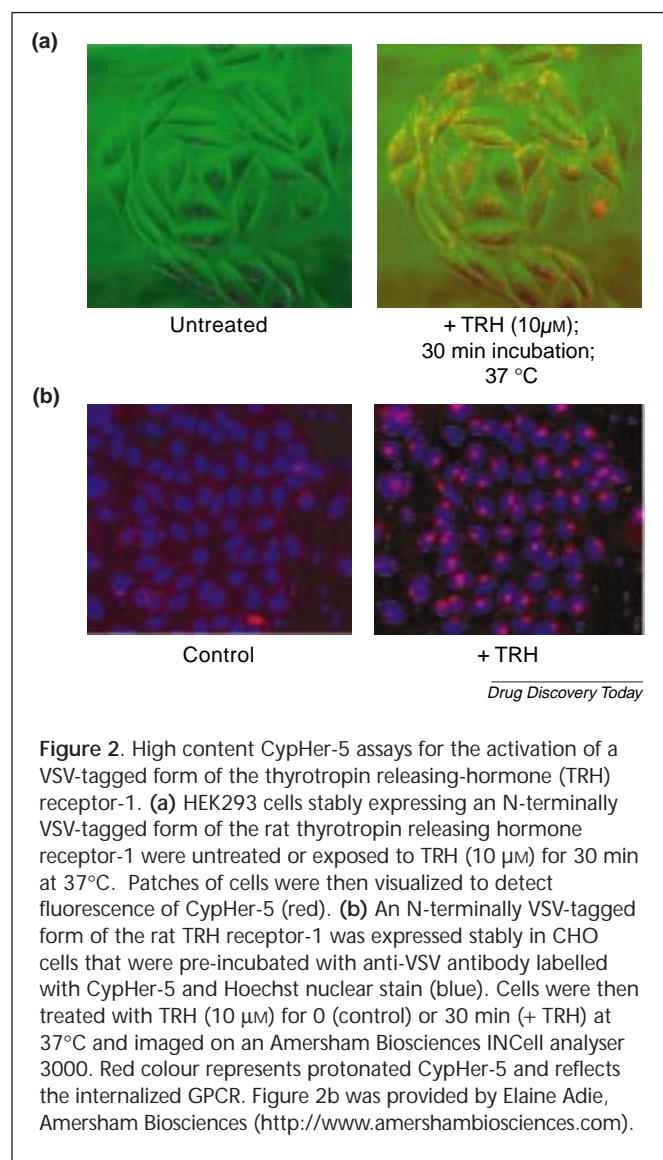 (a)
Untreated
+ TRH (10µM);
30 min incubation;
37 °C
(b)
Control
+ TRH
Drug Discovery Today
Figure 2. High content CypHer-5 assays for the activation of a
VSV-tagged form of the thyrotropin releasing-hormone (TRH)
receptor-1. (a) HEK293 cells stably expressing an N-terminally
VSV-tagged form of the rat thyrotropin releasing hormone
receptor-1 were untreated or exposed to TRH (10 µM) for 30 min
at 37°C. Patches of cells were then visualized to detect
fluorescence of CypHer-5 (red). (b) An N-terminally VSV-tagged
form of the rat TRH receptor-1 was expressed stably in CHO
cells that were pre-incubated with anti-VSV antibody labelled
with CypHer-5 and Hoechst nuclear stain (blue). Cells were then
treated with TRH (10 µM) for 0 (control) or 30 min (+ TRH) at
37°C and imaged on an Amersham Biosciences INCell analyser
3000. Red colour represents protonated CypHer-5 and reflects
the internalized GPCR. Figure 2b was provided by Elaine Adie,
Amersham Biosciences (http://www.amershambiosciences.com).